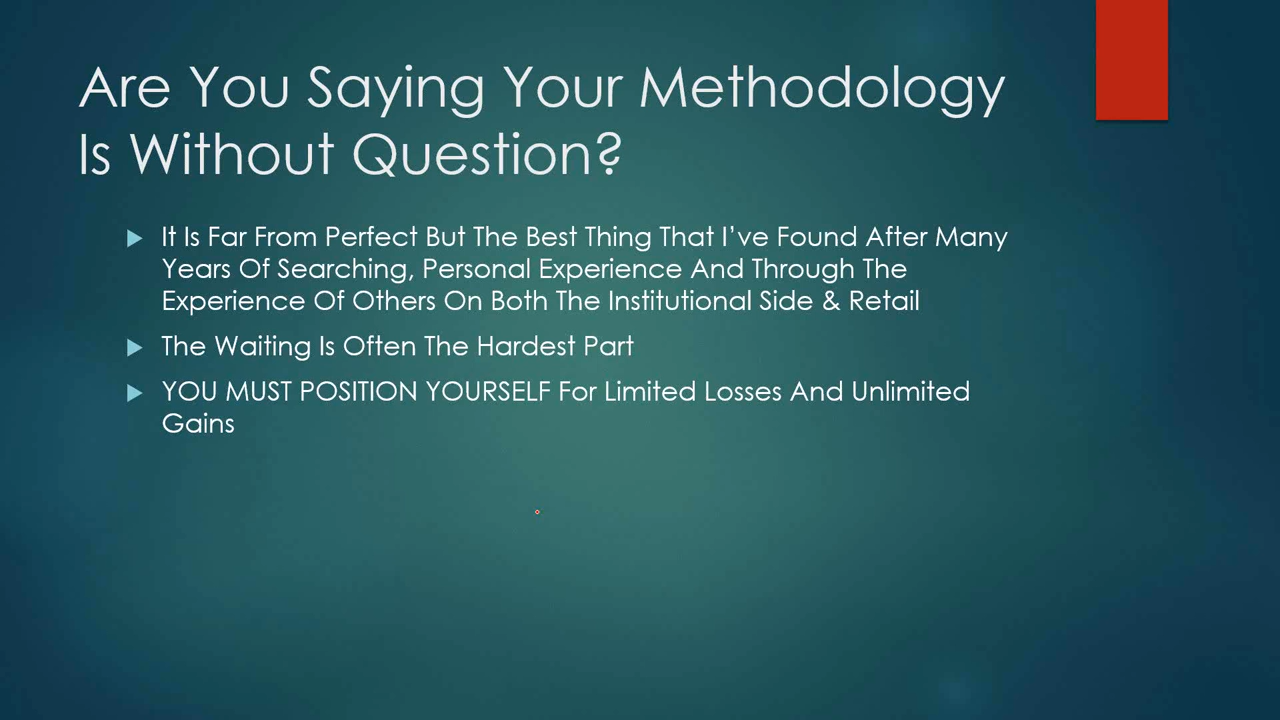 Are You Saying Your Methodology
Is Without Question?
It Is Far From Perfect But The Best Thing That I’ve Found After Many
Years Of Searching, Personal Experience And Through The
Experience Of Others On Both The Institutional Side & Retail
The Waiting Is Often The Hardest Part
YOU MUST POSITION YOURSELF For Limited Losses And Unlimited
Gains